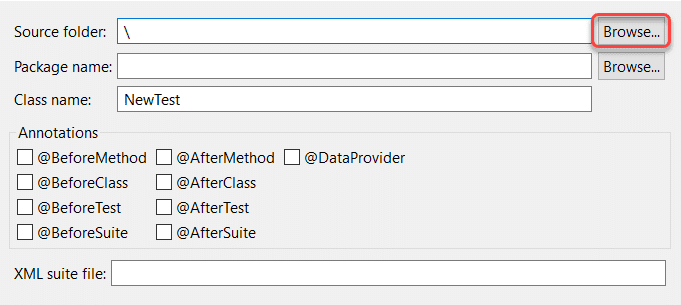 Source folder: \ Browse...
Package name: Browse...
Class name: NewTest
Annotations
@BeforeMethod @AfterMethod @DataProvider
@BeforeClass @AfterClass
@BeforeTest @AfterTest
@BeforeSuite @AfterSuite
XML suite file: